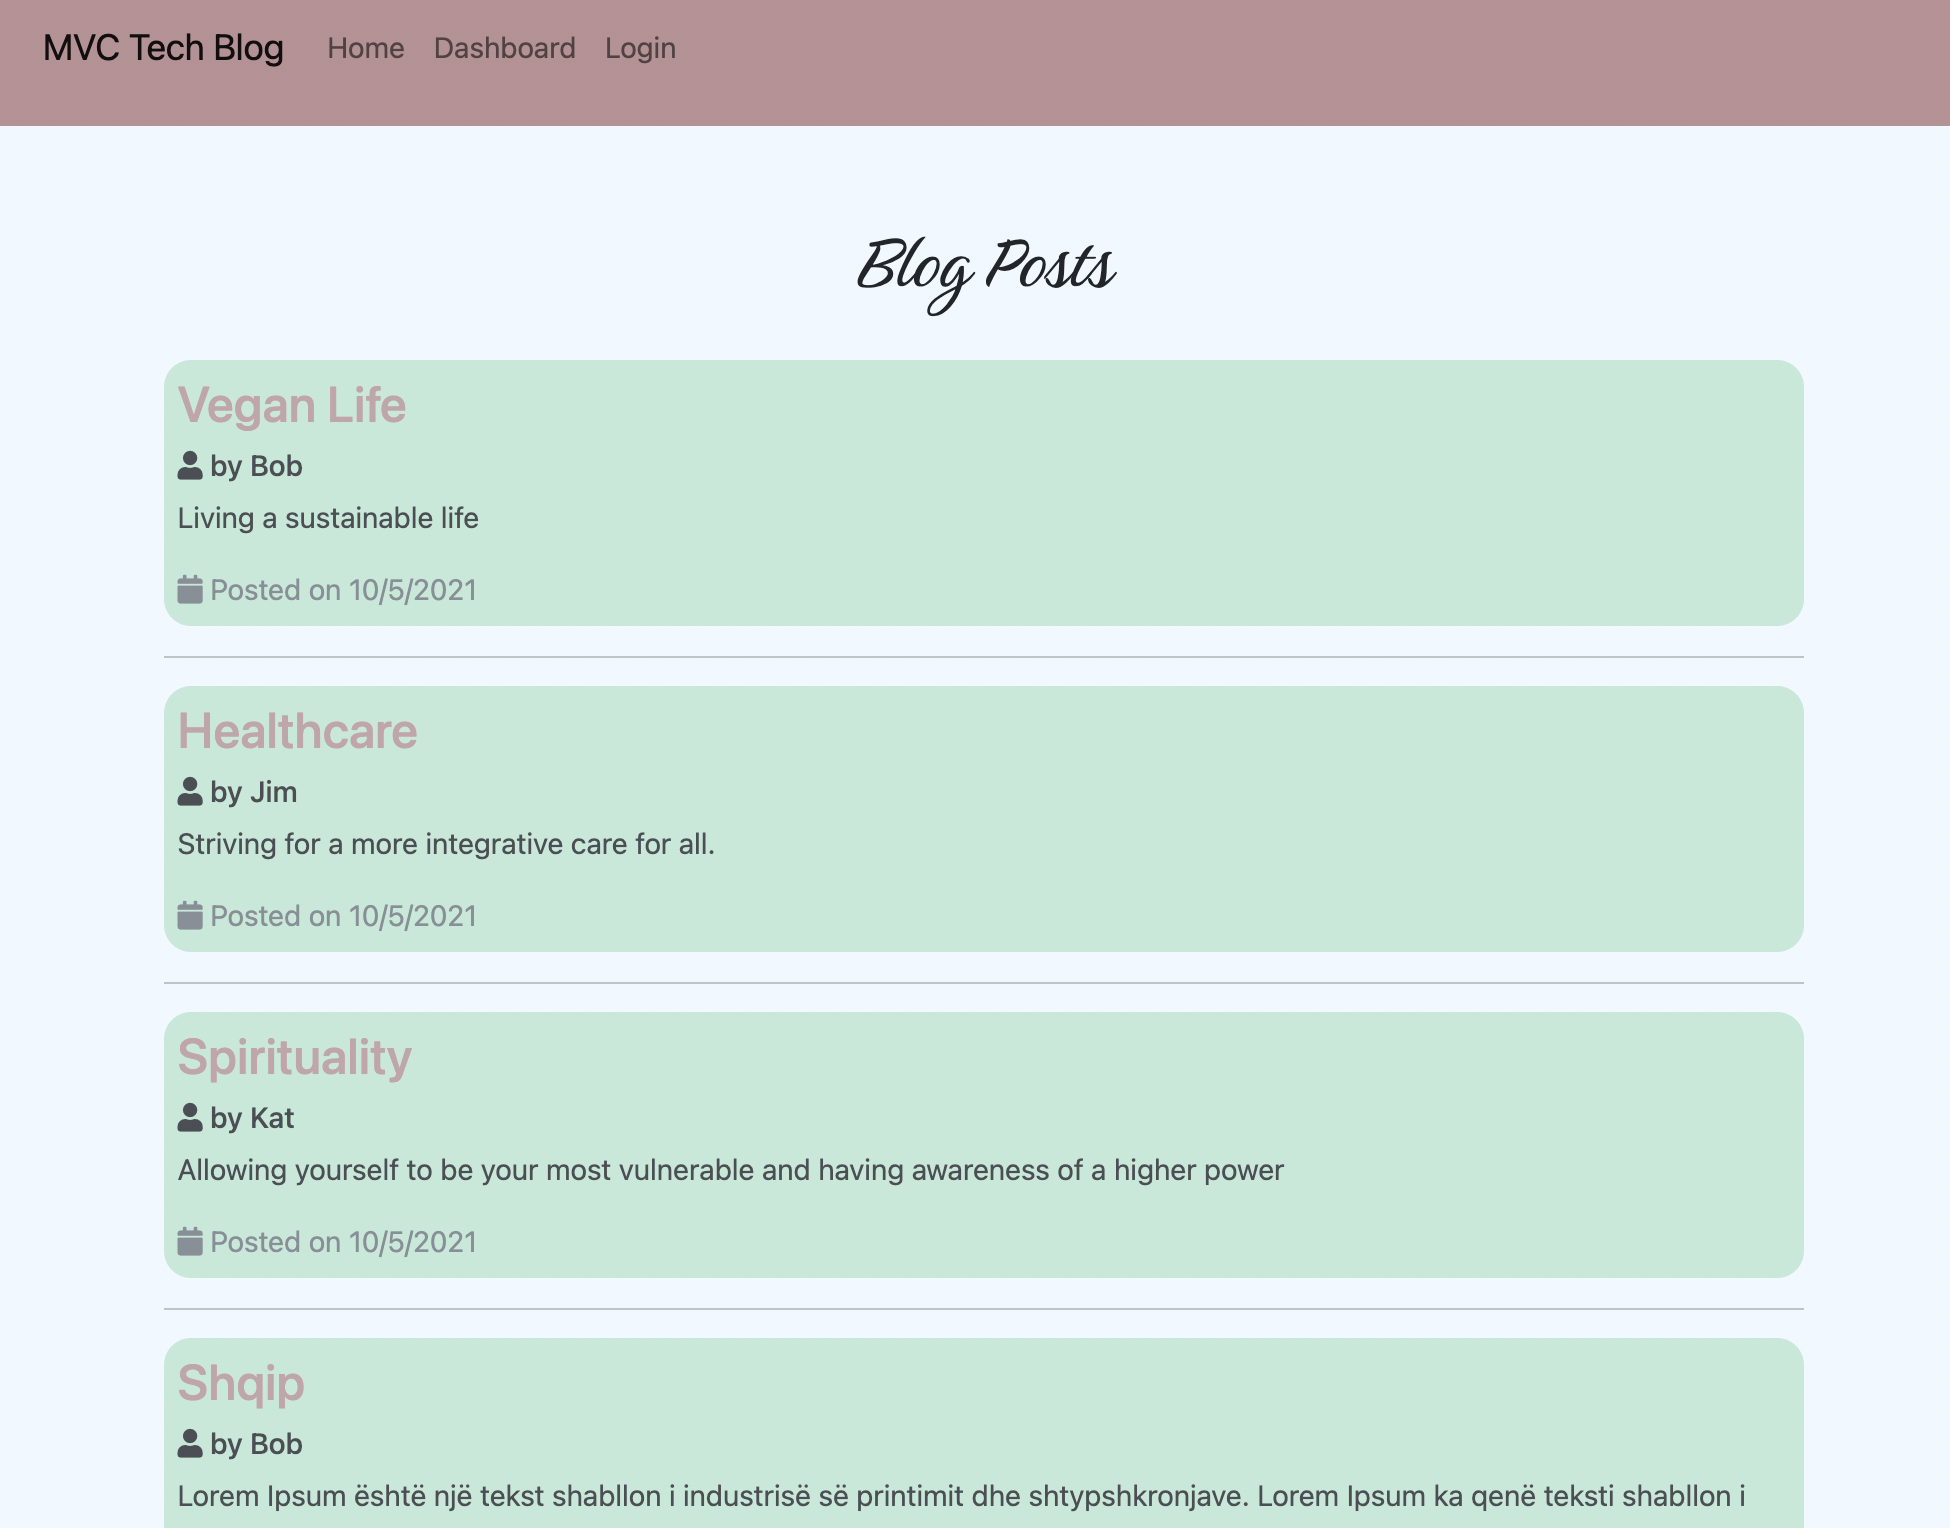 MVC Tech Blog Home Dashboard Login
Blog Posts
Vegan Life
by Bob
Living a sustainable life
Posted on 10/5/2021
Healthcare
by Jim
Striving for a more integrative care for all.
Posted on 10/5/2021
Spirituality
by Kat
Allowing yourself to be your most vulnerable and having awareness of a higher power
Posted on 10/5/2021
Shqip
by Bob
Lorem Ipsum është një tekst shabllon i industrisë së printimit dhe shtypshkronjave. Lorem Ipsum ka qenë teksti shabllon i